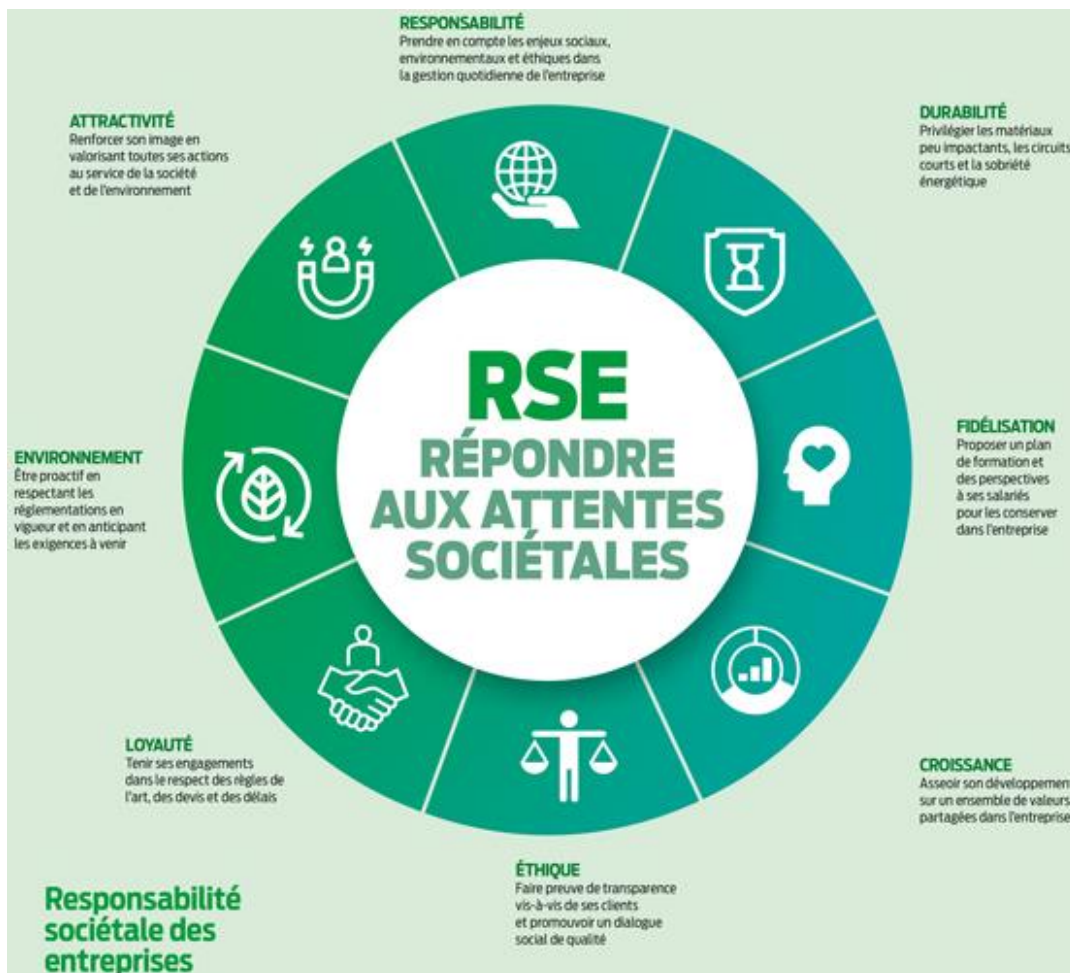 RESPONSABILITÉ
Prendre en compte les enjeux sociaux,
environnementaux et éthiques dans
la gestion quotidienne de l'entreprise
ATTRACTIVITÉ
Renforcer son image en
valorisant toutes ses actions
au service de la société
et de l'environnement
DURABILITÉ
Privilégier les matériaux
peu impactants, les circuits
courts et la sobriété
énergétique
RSE
RÉPONDRE
AUX ATTENTES
SOCIÉTALES
ENVIRONNEMENT
Être proactif en
respectant les
réglementations en
vigueur et en anticipant
les exigences à venir
FIDÉLISATION
Proposer un plan
de formation et
des perspectives
à ses salariés
pour les conserver
dans l'entreprise
LOYAUTÉ
Tenir ses engagements
dans le respect des règles de
l'art, des devis et des délais
CROISSANCE
Asseoir son développement
sur un ensemble de valeurs
partagées dans l'entreprise
ÉTHIQUE
Faire preuve de transparence
vis-à-vis de ses clients
et promouvoir un dialogue
social de qualité
Responsabilité
sociétale des
entreprises